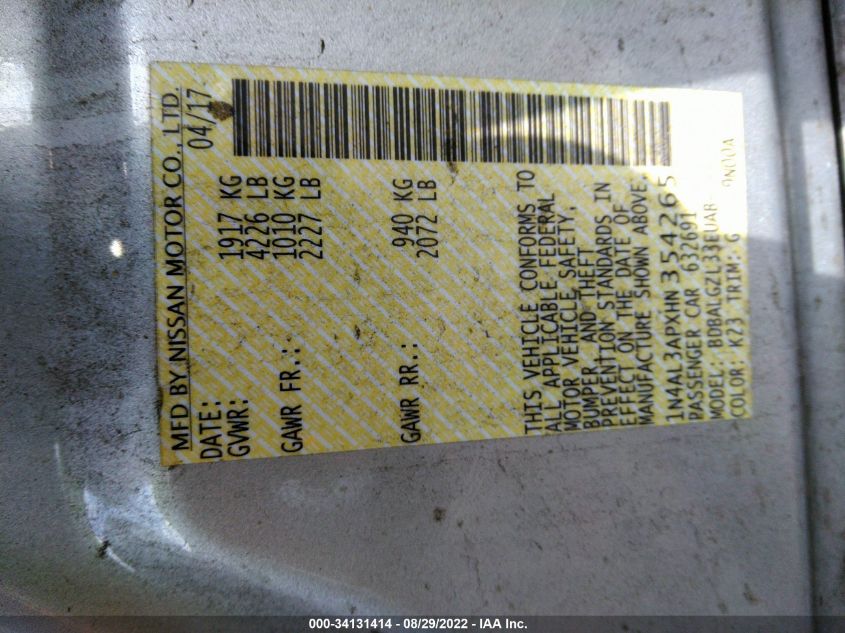 MFD BY NISSAN MOTOR CO., LTD.
DATE: 04/17
GVWR: 1917 KG
4226 LB
GAWR FR.: 1010 KG
2227 LB
GAWR RR.: 940 KG
2072 LB
THIS VEHICLE CONFORMS TO
ALL APPLICABLE FEDERAL
MOTOR VEHICLE SAFETY,
BUMPER, AND THEFT
PREVENTION STANDARDS IN
EFFECT ON THE DATE OF
MANUFACTURE SHOWN ABOVE.
1N4AL3APXHN354265
PASSENGER CAR 632691
MODEL: BDBALGZL33EUAR-
COLOR: K23 TRIM: G
000-34131414 - 08/29/2022 - IAA Inc.